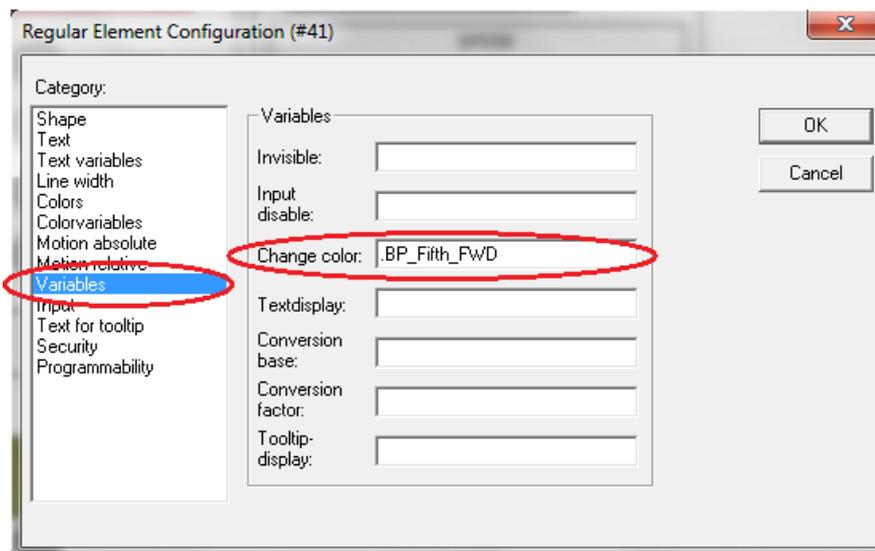 Regular Element Configuration (#41)
X
Category:
Shape
Text
Text variables
Line width
Colors
Colorvariables
Motion absolute
Motion relative
Variables
Input
Text for tooltip
Security
Programmability
Variables
Invisible:
Input
disable:
Change color: .BP_Fifth_FWD
Textdisplay:
Conversion
base:
Conversion
factor:
Tooltip-
display:
OK
Cancel